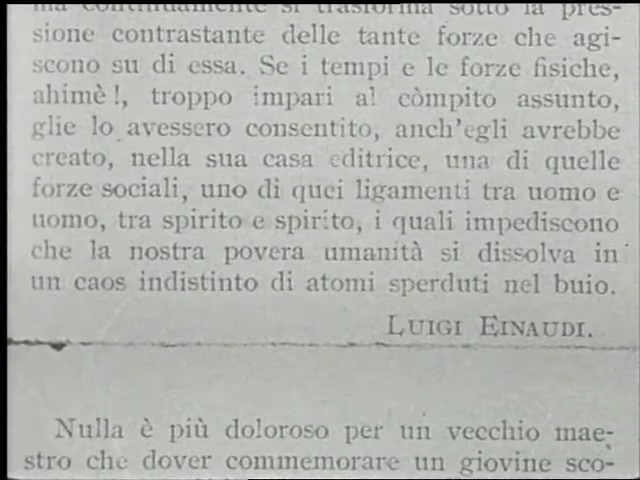 ma continuamente si trasforma sotto la pres-
sione contrastante delle tante forze che agi-
scono su di essa. Se i tempi e le forze fisiche,
ahimè !, troppo impari al còmpito assunto,
glie lo avessero consentito, anch'egli avrebbe
creato, nella sua casa editrice, una di quelle
forze sociali, uno di quei ligamenti tra uomo e
uomo, tra spirito e spirito, i quali impediscono
che la nostra povera umanità si dissolva in
un caos indistinto di atomi sperduti nel buio.
LUIGI EINAUDI.
Nulla è più doloroso per un vecchio mae-
stro che dover commemorare un giovine sco-